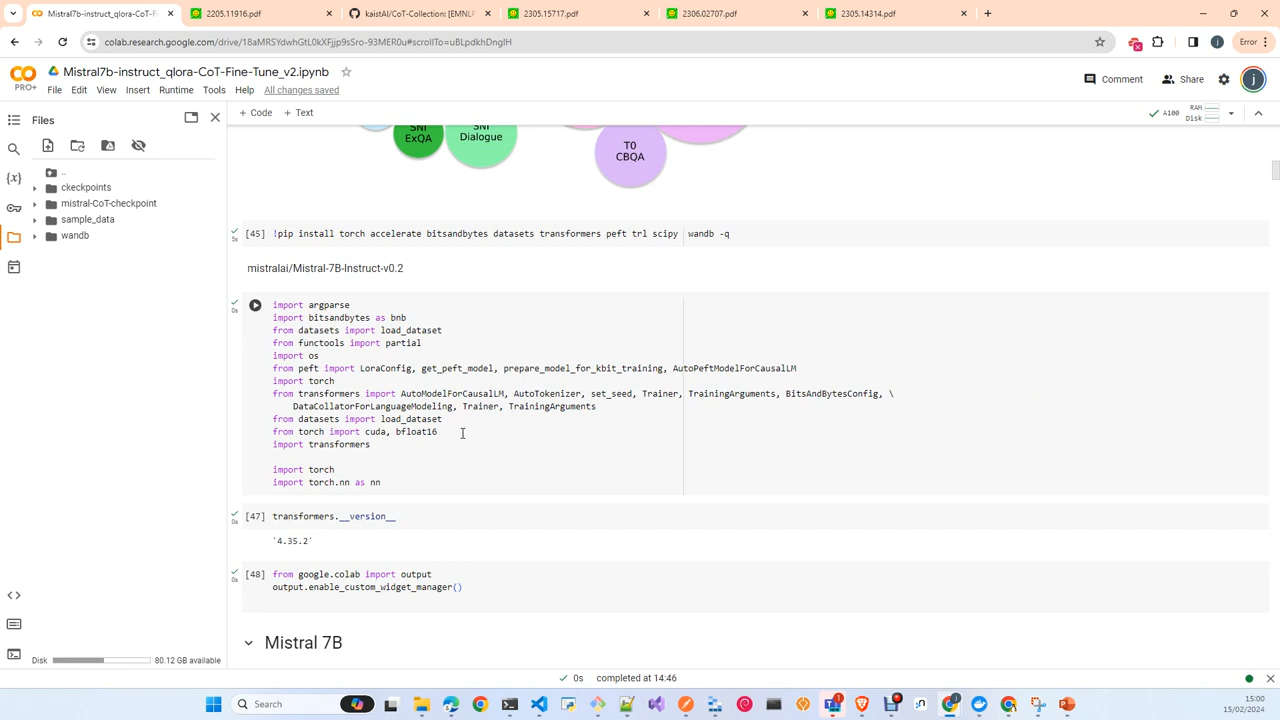 Mistral7b-instruct_qlora-CoT-Fi
2205.11916.pdf
kaistAI/CoT-Collection: [EMNLP
2305.15717.pdf
2306.02707.pdf
2305.14314.pdf
colab.research.google.com/drive/18aMRSYdwhGtL0kXFjjp9sSro-93MER0u#scrollTo=uBLpdkhDngIH
j
Error
PRO+
Mistral7b-instruct_qlora-CoT-Fine-Tune_v2.ipynb
File Edit View Insert Runtime Tools Help All changes saved
Comment
Share
j
Files
+ Code + Text
A100
RAM
Disk
..
ckeckpoints
mistral-CoT-checkpoint
sample_data
wandb
SNI
ExQA
SNI
Dialogue
T0
CBQA
5s
[45] !pip install torch accelerate bitsandbytes datasets transformers peft trl scipy wandb -q
mistralai/Mistral-7B-Instruct-v0.2
0s
import argparse
import bitsandbytes as bnb
from datasets import load_dataset
from functools import partial
import os
from peft import LoraConfig, get_peft_model, prepare_model_for_kbit_training, AutoPeftModelForCausalLM
import torch
from transformers import AutoModelForCausalLM, AutoTokenizer, set_seed, Trainer, TrainingArguments, BitsAndBytesConfig, \
DataCollatorForLanguageModeling, Trainer, TrainingArguments
from datasets import load_dataset
from torch import cuda, bfloat16
import transformers
import torch
import torch.nn as nn
0s
[47] transformers.__version__
'4.35.2'
0s
[48] from google.colab import output
output.enable_custom_widget_manager()
Mistral 7B
Disk
80.12 GB available
0s completed at 14:46
Search
15:00
15/02/2024